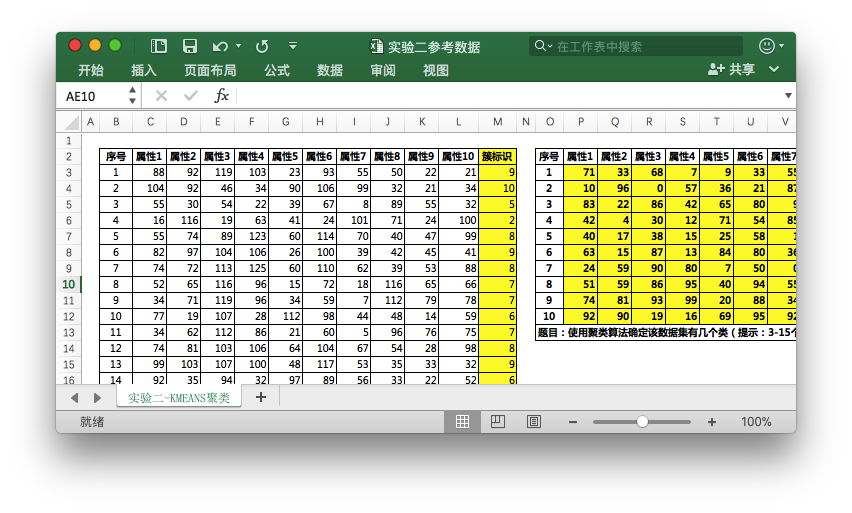 实验二参考数据
在工作表中搜索
开始 插入 页面布局 公式 数据 审阅 视图 共享
AE10 fx
A B C D E F G H I J K L M N O P Q R S T U V
1
2 序号 属性1 属性2 属性3 属性4 属性5 属性6 属性7 属性8 属性9 属性10 簇标识 序号 属性1 属性2 属性3 属性4 属性5 属性6 属性7
3 1 88 92 119 103 23 93 55 50 22 21 9 1 71 33 68 7 9 33 55
4 2 104 92 46 34 90 106 99 32 21 34 10 2 10 96 0 57 36 21 87
5 3 55 30 54 22 39 67 8 89 55 32 5 3 83 22 86 42 65 80
6 4 16 116 19 63 41 24 101 71 24 100 2 4 42 4 30 12 71 54 85
7 5 55 74 89 123 60 114 70 40 47 99 8 5 40 17 38 15 25 58
8 6 82 97 104 106 26 100 39 42 45 41 9 6 63 15 87 13 84 80 36
9 7 74 72 113 125 60 110 62 39 53 88 8 7 24 59 90 80 7 50
10 8 52 65 116 96 15 72 18 116 65 66 7 8 51 59 86 95 40 94 55
11 9 34 71 119 96 34 59 7 112 79 78 7 9 74 81 93 99 20 88 34
12 10 77 19 107 28 112 98 44 48 14 59 6 10 92 90 19 16 69 95 92
13 11 34 62 112 86 21 60 5 96 76 75 7 题目：使用聚类算法确定该数据集有几个类（提示：3-15个
14 12 74 81 103 106 64 104 67 54 28 98 8
15 13 99 103 107 100 48 117 53 35 33 32 9
16 14 92 35 94 32 97 89 56 33 22 52 6
实验二-KMEANS聚类
就绪 100%